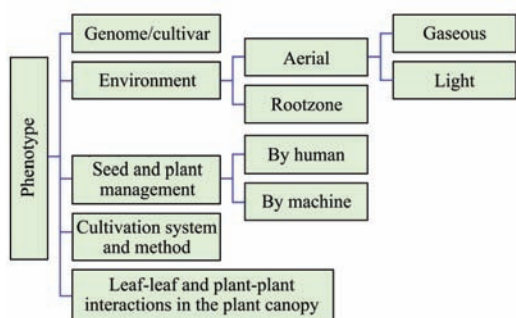 Phenotype
Genome/cultivar
Environment
Aerial
Gaseous
Light
Rootzone
Seed and plant
management
By human
By machine
Cultivation system
and method
Leaf-leaf and plant-plant
interactions in the plant canopy